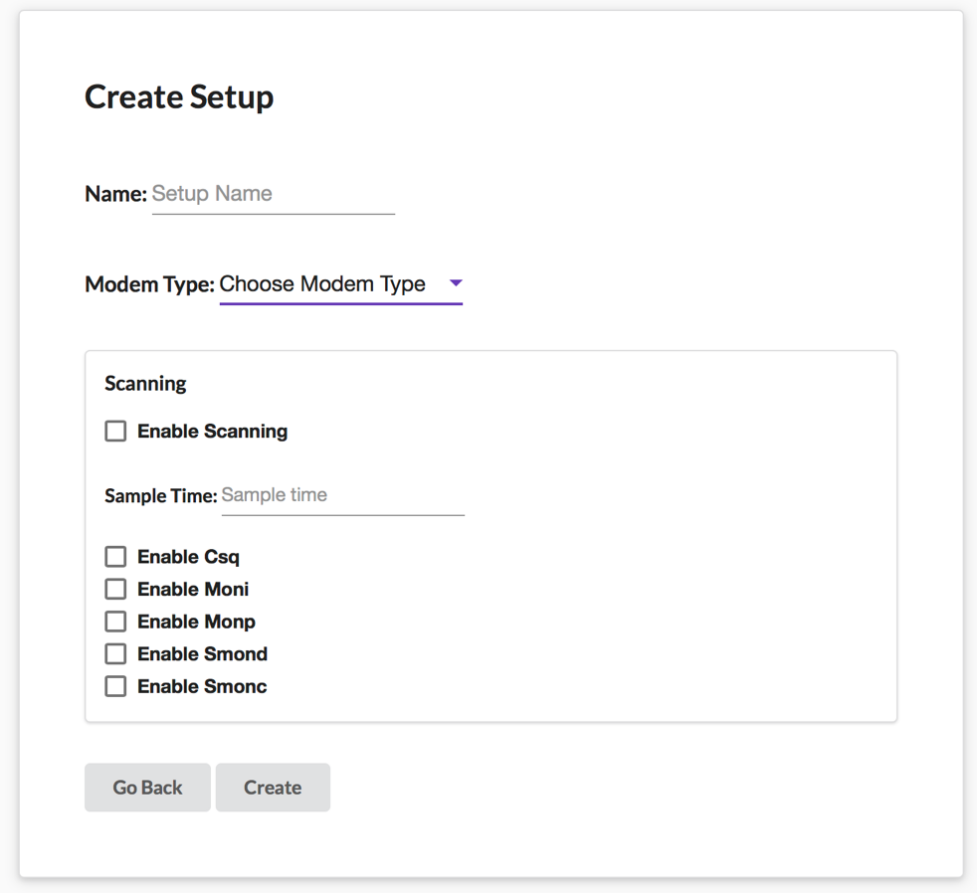 Create Setup
Name: Setup Name
Modem Type: Choose Modem Type
Scanning
Enable Scanning
Sample Time: Sample time
Enable Csq
Enable Moni
Enable Monp
Enable Smond
Enable Smonc
Go Back Create